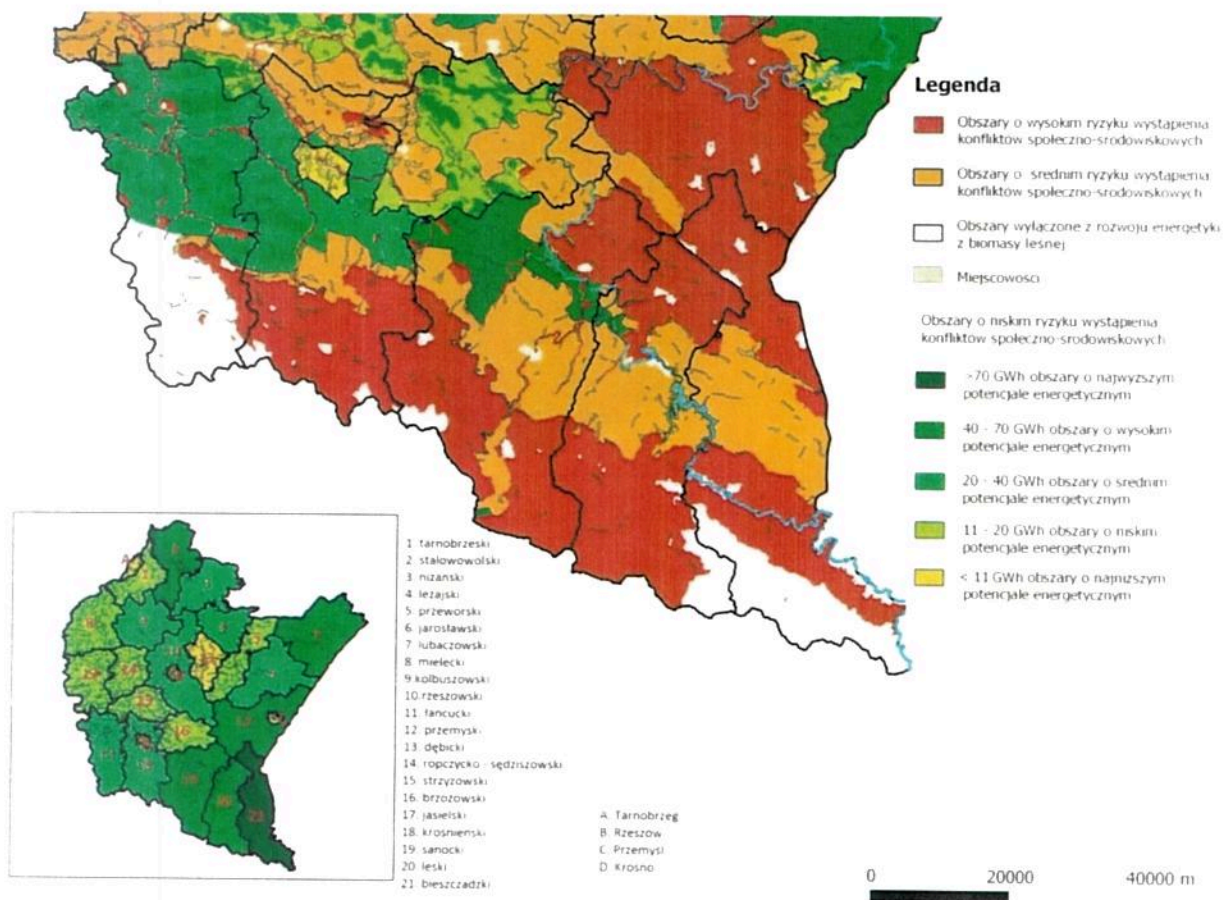 Legenda
Obszary o wysokim ryzyku wystąpienia
konfliktów społeczno-środowiskowych
Obszary o średnim ryzyku wystąpienia
konfliktów społeczno-środowiskowych
Obszary wyłączone z rozwoju energetyki
z biomasy leśnej
Miejscowości
Obszary o niskim ryzyku wystąpienia
konfliktów społeczno-środowiskowych
>70 GWh obszary o najwyższym
potencjale energetycznym
40 - 70 GWh obszary o wysokim
potencjale energetycznym
20 - 40 GWh obszary o średnim
potencjale energetycznym
11 - 20 GWh obszary o niskim
potencjale energetycznym
< 11 GWh obszary o najniższym
potencjale energetycznym
1 tarnobrzeski
2 stalowowolski
3 niżański
4 leżajski
5 przeworski
6 jarosławski
7 lubaczowski
8 mielecki
9 kolbuszowski
10 rzeszowski
11 łańcucki
12 przemyski
13 dębicki
14 ropczycko - sędziszowski
15 strzyżowski
16 brzozowski
17 jasielski
18 krośnieński
19 sanocki
20 leski
21 bieszczadzki
A. Tarnobrzeg
B. Rzeszów
C. Przemyśl
D. Krosno
0 20000 40000 m